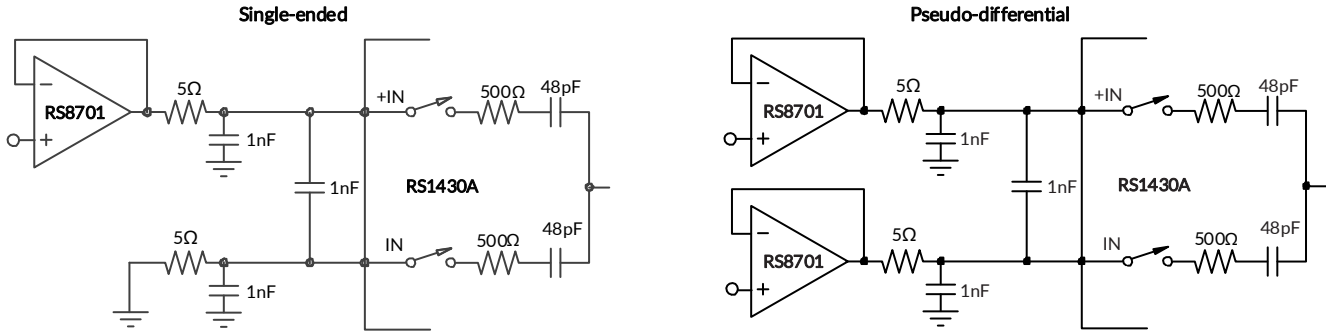 Single-ended
5Ω
RS8701
1nF
+IN
500Ω
48pF
1nF
RS1430A
5Ω
1nF
IN
500Ω
48pF
Pseudo-differential
5Ω
RS8701
1nF
+IN
500Ω
48pF
1nF
RS1430A
5Ω
RS8701
1nF
IN
500Ω
48pF